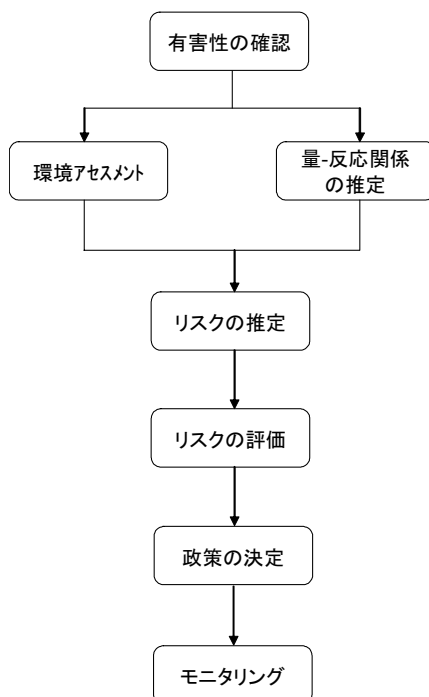 有害性の確認
環境アセスメント
量-反応関係
の推定
リスクの推定
リスクの評価
政策の決定
モニタリング